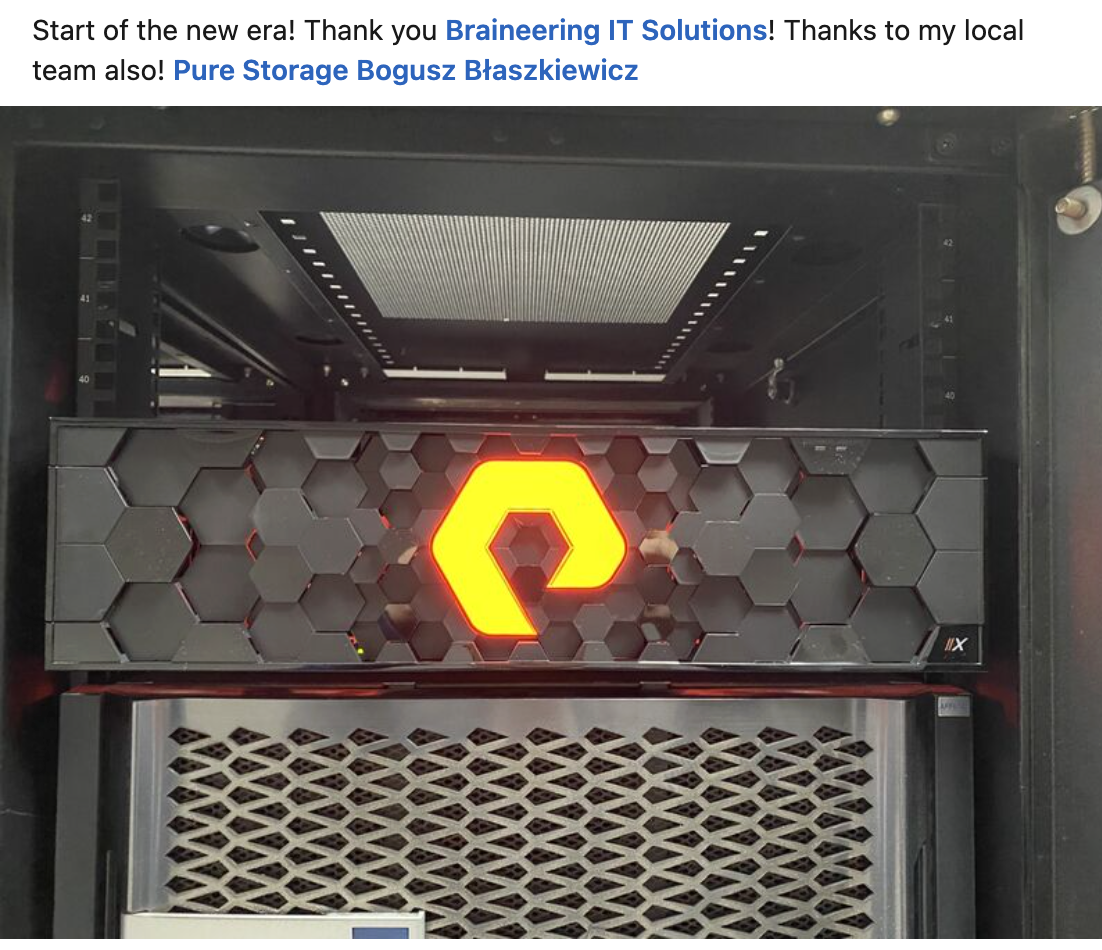 Start of the new era! Thank you Braineering IT Solutions! Thanks to my local
team also! Pure Storage Bogusz Błaszkiewicz
42
42
41
41
40
40
//X